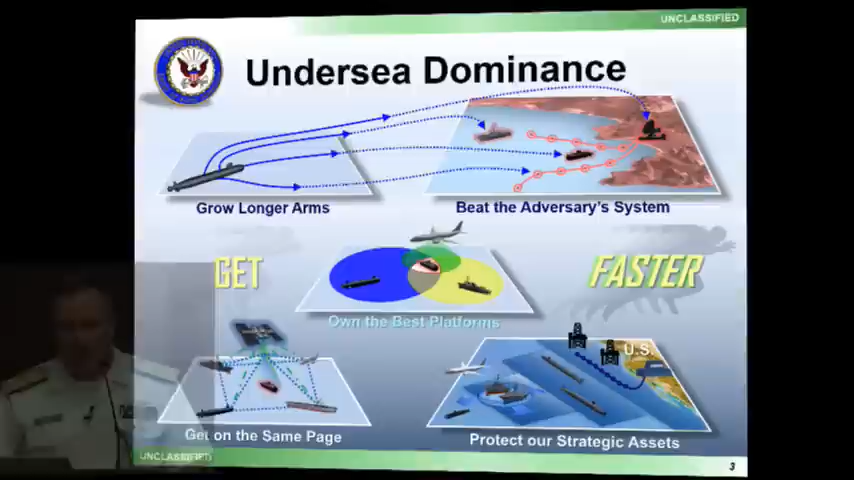 UNCLASSIFIED
Undersea Dominance
Grow Longer Arms
Beat the Adversary's System
GET
FASTER
Own the Best Platforms
U.S.
Get on the Same Page
Protect our Strategic Assets
UNCLASSIFIED
3